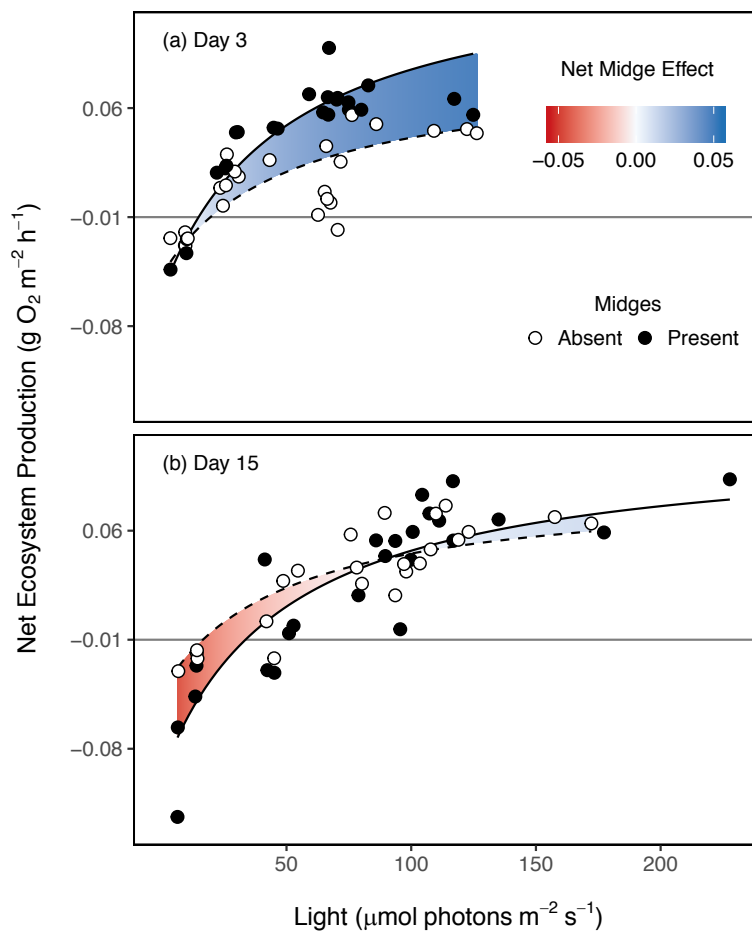 (a) Day 3
Net Midge Effect
−0.05 0.00 0.05
0.06
−0.01
−0.08
Midges
Absent Present
Net Ecosystem Production (g O₂ m⁻² h⁻¹)
(b) Day 15
0.06
−0.01
−0.08
50 100 150 200
Light (μmol photons m⁻² s⁻¹)